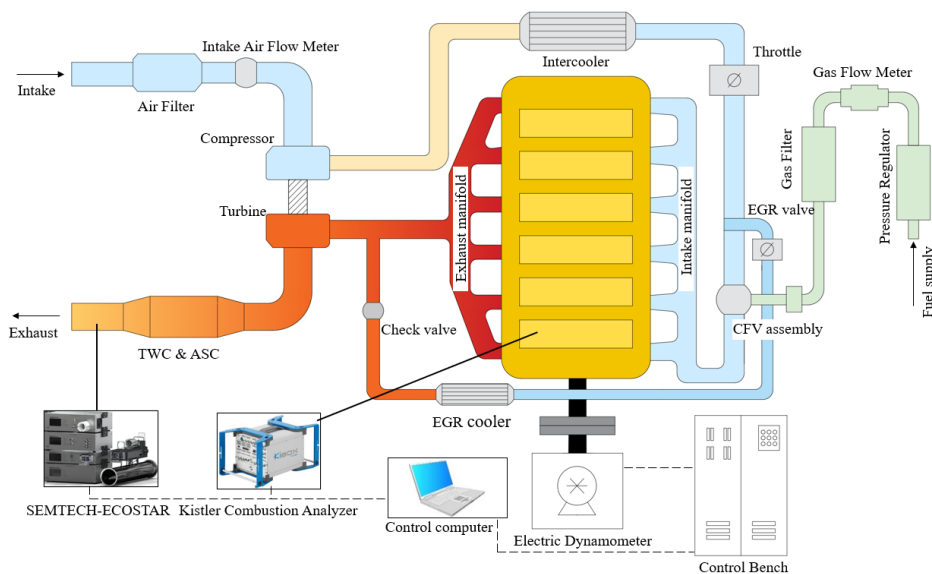 Intake Air Flow Meter
Intake
Air Filter
Compressor
Turbine
Exhaust
TWC & ASC
Intercooler
Throttle
Gas Flow Meter
Gas Filter
Pressure Regulator
Fuel supply
EGR valve
CFV assembly
Exhaust manifold
Intake manifold
Check valve
EGR cooler
SEMTECH-ECOSTAR
Kistler Combustion Analyzer
Control computer
Electric Dynamometer
Control Bench